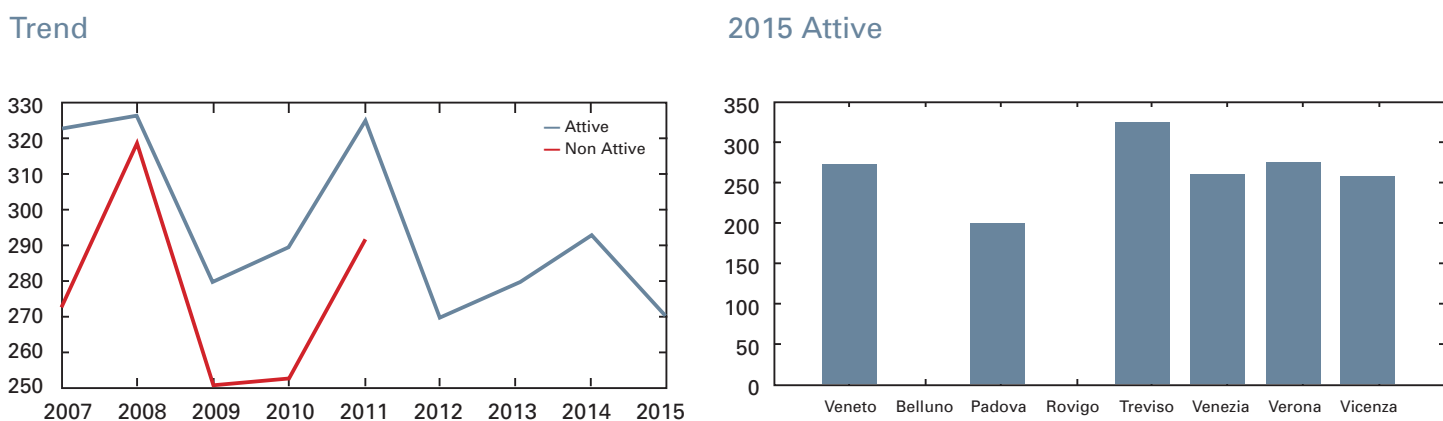 Trend
330
320
310
300
290
280
270
260
250
Attive
Non Attive
2007 2008 2009 2010 2011 2012 2013 2014 2015
2015 Attive
350
300
250
200
150
100
50
0
Veneto Belluno Padova Rovigo Treviso Venezia Verona Vicenza